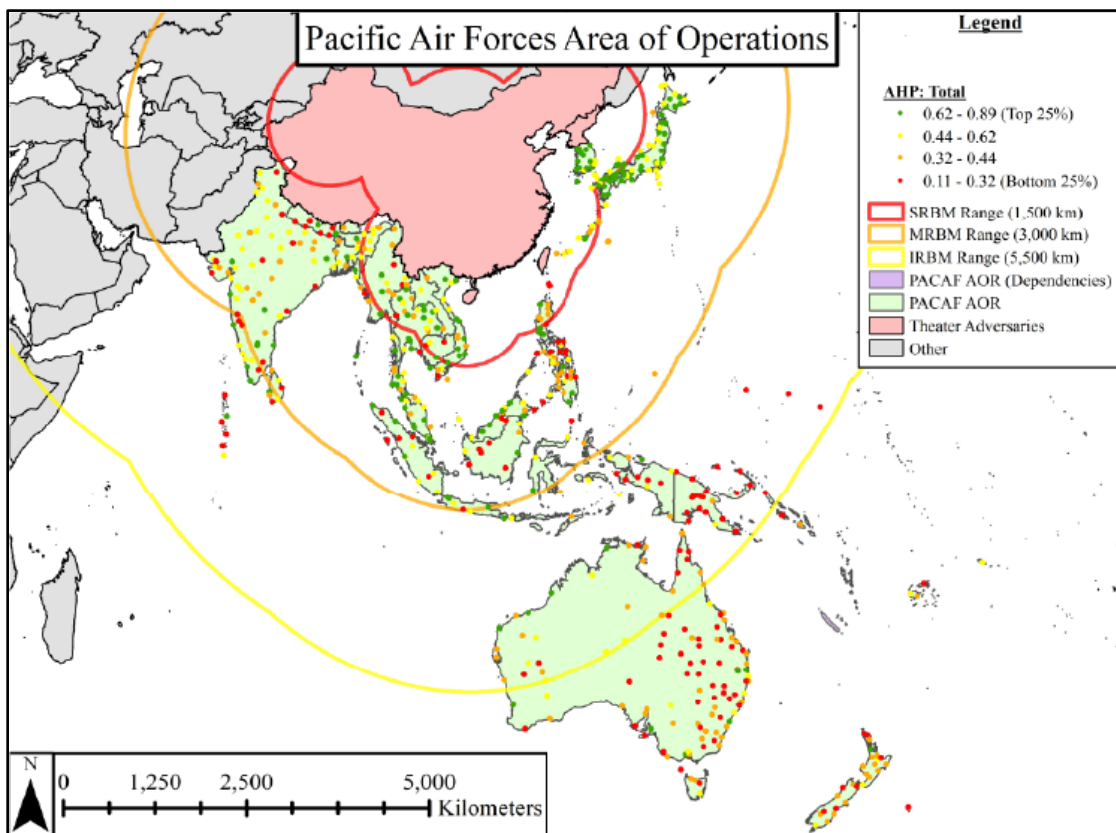 Pacific Air Forces Area of Operations
Legend
AHP: Total
0.62 - 0.89 (Top 25%)
0.44 - 0.62
0.32 - 0.44
0.11 - 0.32 (Bottom 25%)
SRBM Range (1,500 km)
MRBM Range (3,000 km)
IRBM Range (5,500 km)
PACAF AOR (Dependencies)
PACAF AOR
Theater Adversaries
Other
N
0 1,250 2,500 5,000
Kilometers